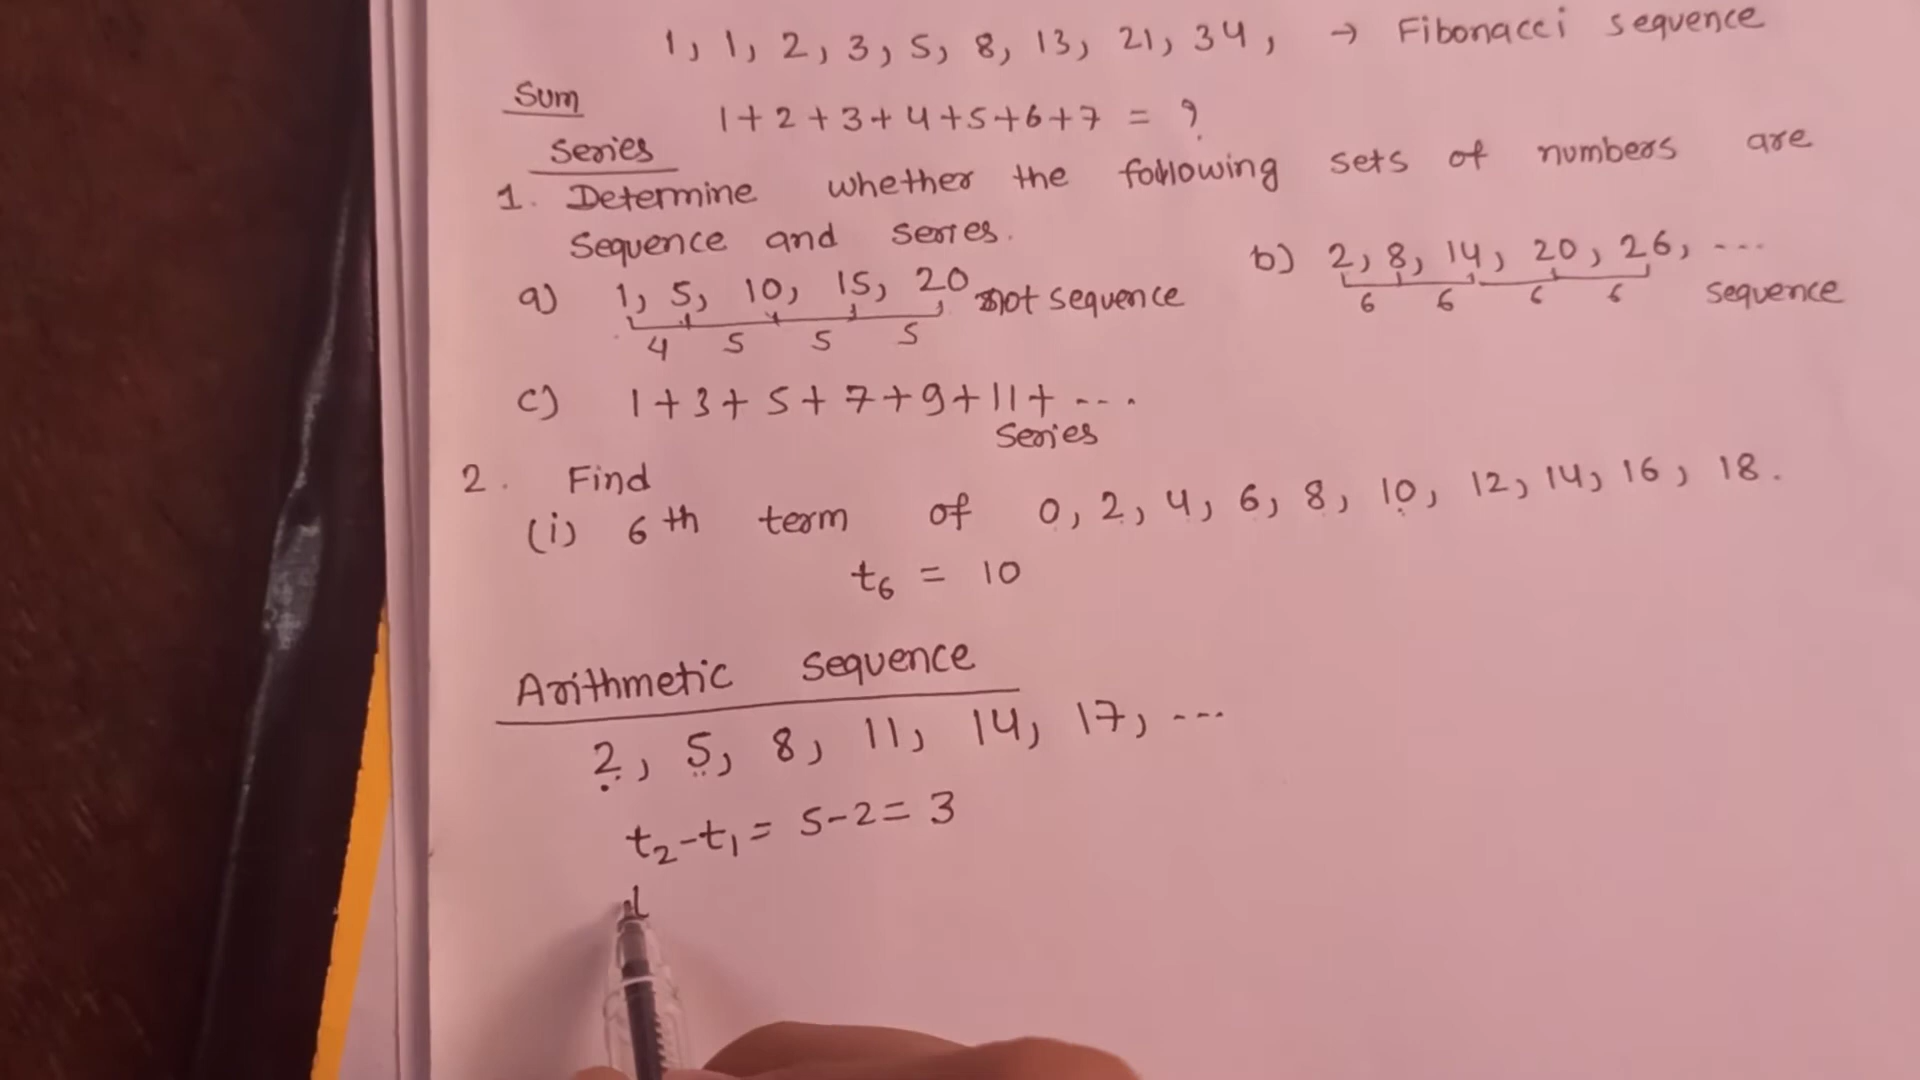 1, 1, 2, 3, 5, 8, 13, 21, 34, → Fibonacci sequence
Sum
1+2+3+4+5+6+7 = ?
Series
1. Determine whether the following sets of numbers are
Sequence and series.
a) 1, 5, 10, 15, 20 not sequence
4 5 5 5
b) 2, 8, 14, 20, 26, ...
6 6 6 6 sequence
c) 1+3+5+7+9+11+ ....
Series
2. Find
(i) 6th term of 0, 2, 4, 6, 8, 10, 12, 14, 16, 18.
t6 = 10
Arithmetic sequence
2, 5, 8, 11, 14, 17, ...
t2-t1 = 5-2 = 3